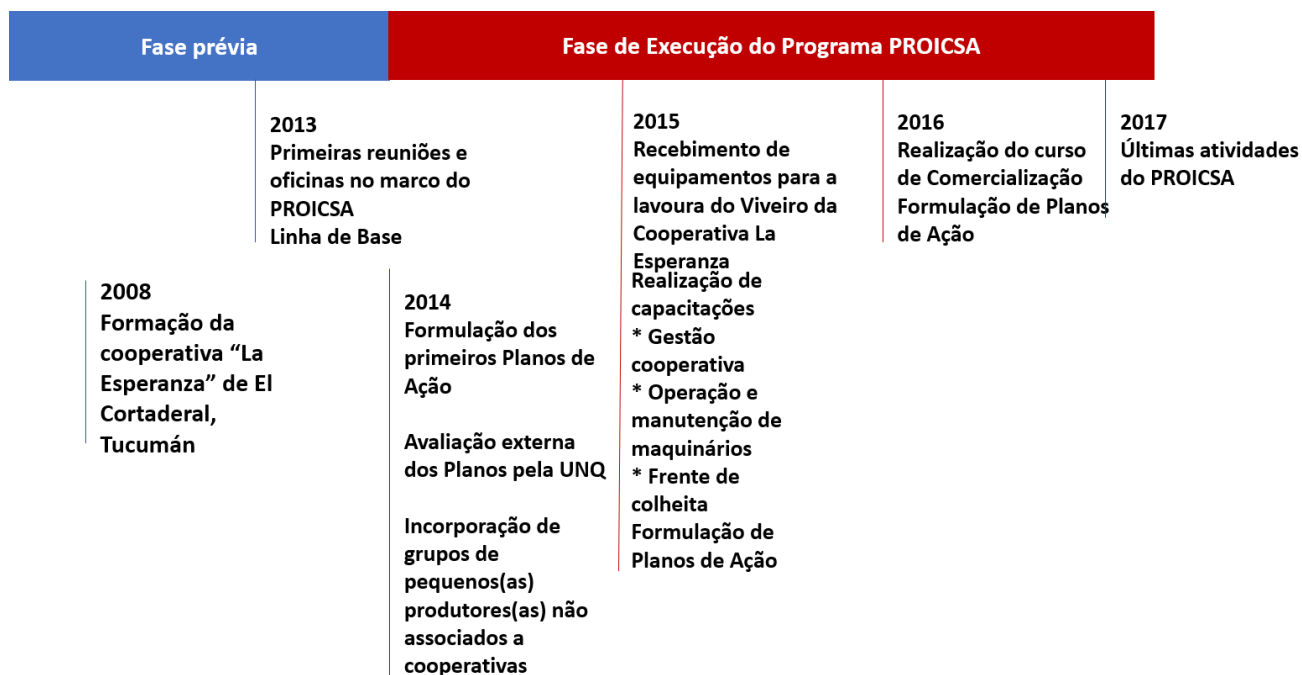 Fase prévia
Fase de Execução do Programa PROICSA
2008
Formação da
cooperativa “La
Esperanza” de El
Cortaderal,
Tucumán
2013
Primeiras reuniões e
oficinas no marco do
PROICSA
Linha de Base
2014
Formulação dos
primeiros Planos de
Ação
Avaliação externa
dos Planos pela UNQ
Incorporação de
grupos de
pequenos(as)
produtores(as) não
associados a
cooperativas
2015
Recebimento de
equipamentos para a
lavoura do Viveiro da
Cooperativa La
Esperanza
Realização de
capacitações
* Gestão
cooperativa
* Operação e
manutenção de
maquinários
* Frente de
colheita
Formulação de
Planos de Ação
2016
Realização do curso
de Comercialização
Formulação de Planos
de Ação
2017
Últimas atividades
do PROICSA